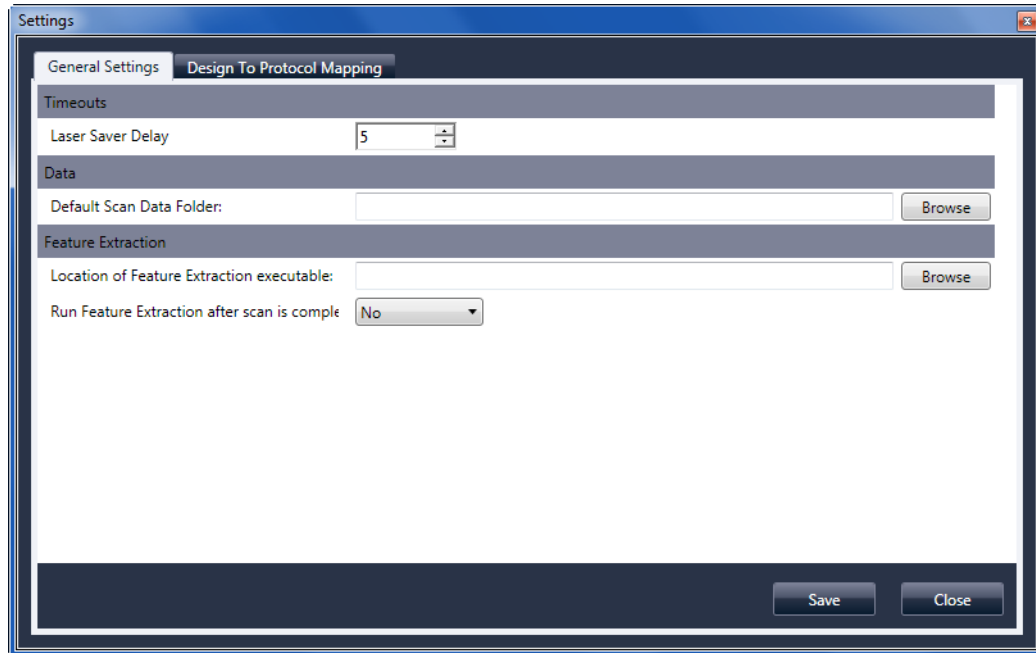 Settings
General Settings Design To Protocol Mapping
Timeouts
Laser Saver Delay 5
Data
Default Scan Data Folder: Browse
Feature Extraction
Location of Feature Extraction executable: Browse
Run Feature Extraction after scan is comple No
Save Close